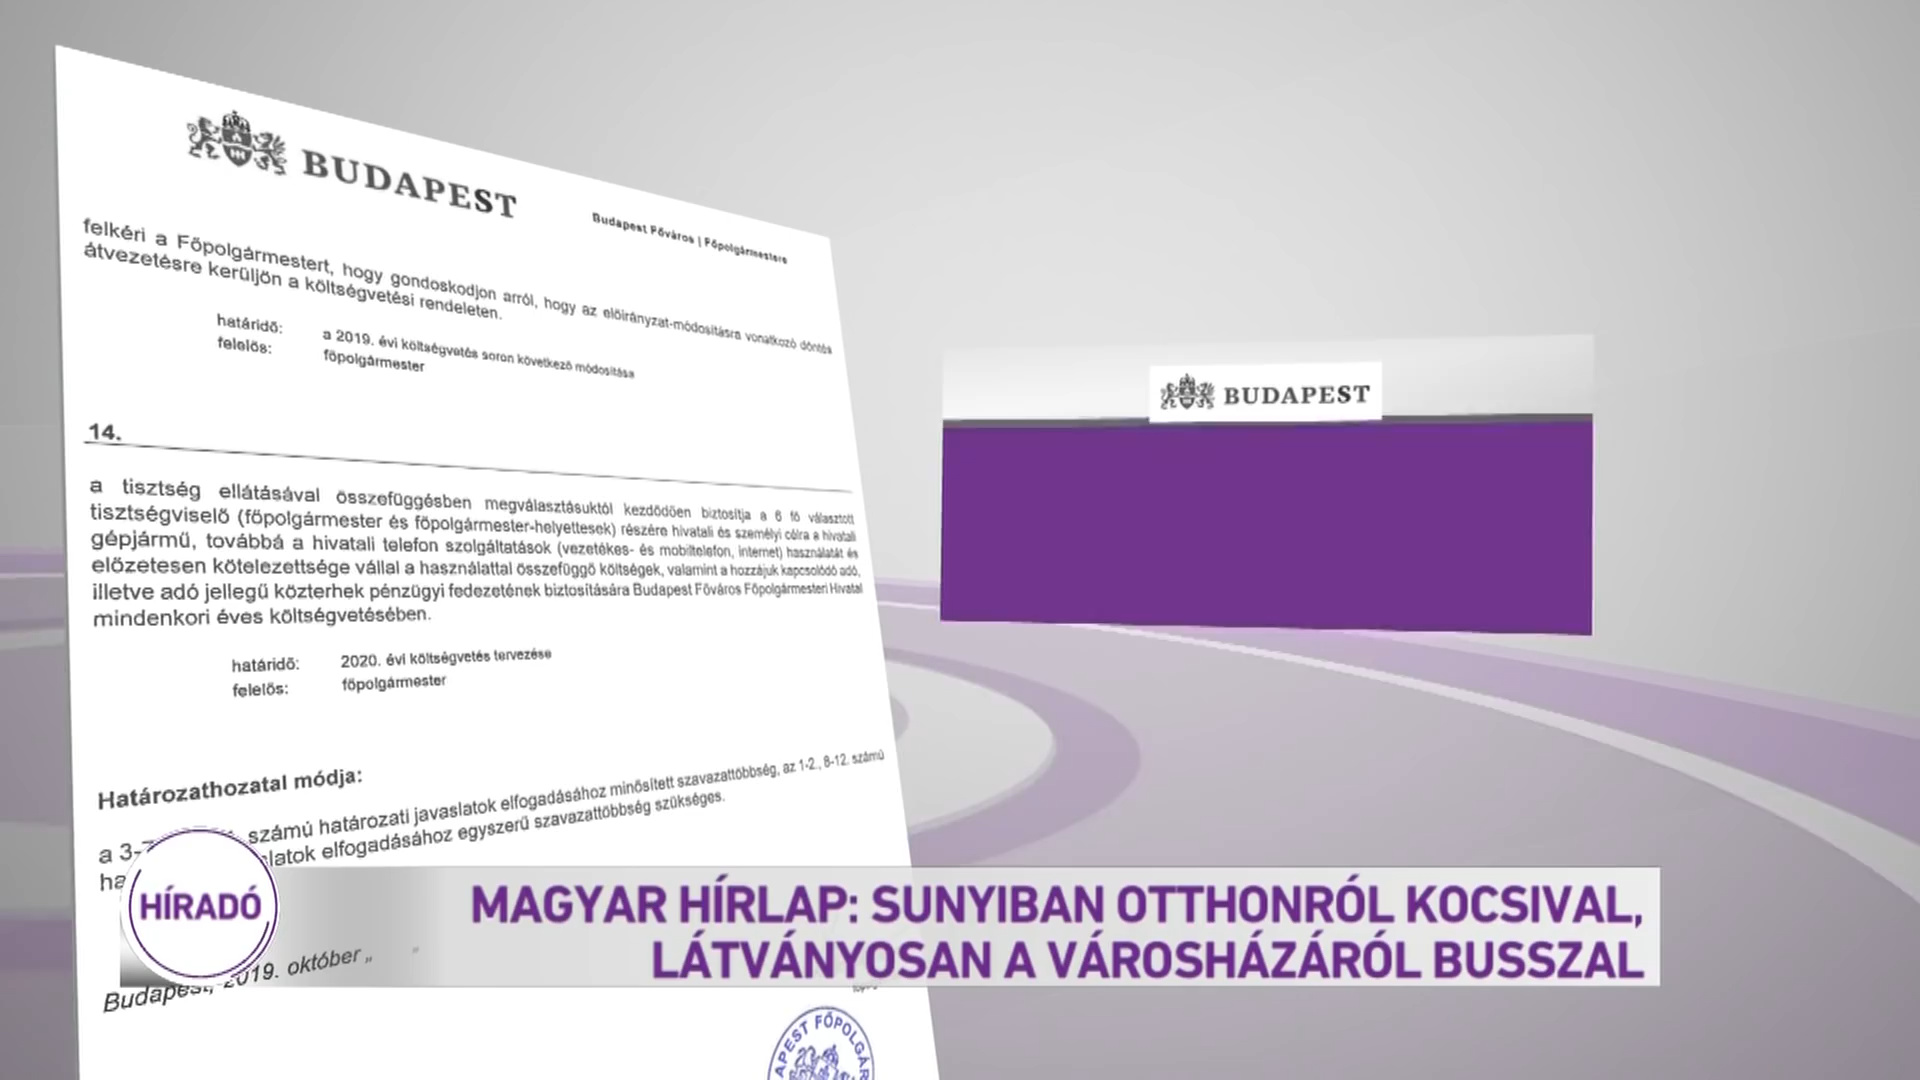 BUDAPEST
Budapest Főváros | Főpolgármestere
felkéri a Főpolgármestert, hogy gondoskodjon arról, hogy az előirányzat-módosításra vonatkozó döntés
átvezetésre kerüljön a költségvetési rendeleten.
határidő: a 2019. évi költségvetés soron következő módosítása
felelős: főpolgármester
14.
a tisztség ellátásával összefüggésben megválasztásuktól kezdődően biztosítja a 6 fő választott
tisztségviselő (főpolgármester és főpolgármester-helyettesek) részére hivatali és személyi célra a hivatali
gépjármű, továbbá a hivatali telefon szolgáltatások (vezetékes- és mobiltelefon, internet) használatát és
előzetesen kötelezettsége vállal a használattal összefüggő költségek, valamint a hozzájuk kapcsolódó adó,
illetve adó jellegű közterhek pénzügyi fedezetének biztosítására Budapest Főváros Főpolgármesteri Hivatal
mindenkori éves költségvetésében.
határidő: 2020. évi költségvetés tervezése
felelős: főpolgármester
Határozathozatal módja:
a 3- számú határozati javaslatok elfogadásához minősített szavazattöbbség, az 1-2., 8-12. számú
ha latok elfogadásához egyszerű szavazattöbbség szükséges.
Budapest, 2019. október „ ”
APEST FŐPOLGÁR
BUDAPEST
HÍRADÓ
MAGYAR HÍRLAP: SUNYIBAN OTTHONRÓL KOCSIVAL,
LÁTVÁNYOSAN A VÁROSHÁZÁRÓL BUSSZAL